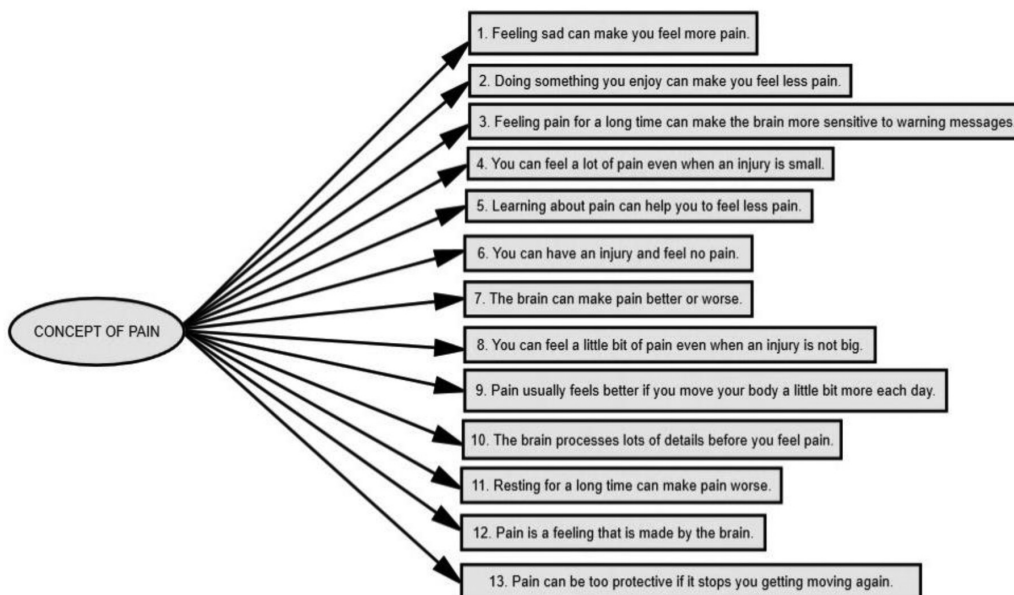 1. Feeling sad can make you feel more pain.
2. Doing something you enjoy can make you feel less pain.
3. Feeling pain for a long time can make the brain more sensitive to warning messages.
4. You can feel a lot of pain even when an injury is small.
5. Learning about pain can help you to feel less pain.
6. You can have an injury and feel no pain.
7. The brain can make pain better or worse.
CONCEPT OF PAIN
8. You can feel a little bit of pain even when an injury is not big.
9. Pain usually feels better if you move your body a little bit more each day.
10. The brain processes lots of details before you feel pain.
11. Resting for a long time can make pain worse.
12. Pain is a feeling that is made by the brain.
13. Pain can be too protective if it stops you getting moving again.